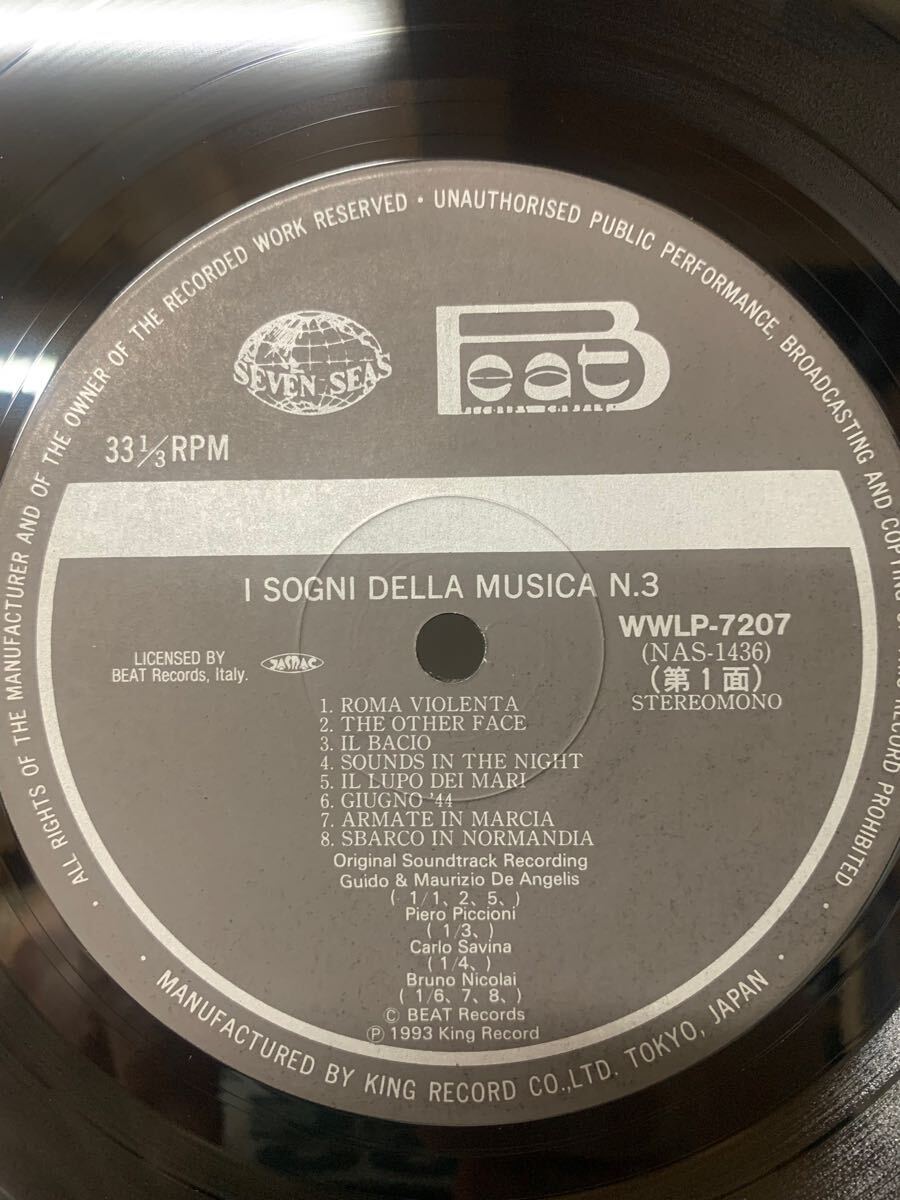 ALL RIGHTS OF THE MANUFACTURER AND OF THE OWNER OF THE RECORDED WORK RESERVED · UNAUTHORISED PUBLIC PERFORMANCE, BROADCASTING AND COPYING OF THIS RECORD PROHIBITED ·
SEVEN SEAS
Beat
RECORDS COMPANY
33 1/3 RPM
I SOGNI DELLA MUSICA N.3
WWLP-7207
(NAS-1436)
(第1面)
STEREOMONO
LICENSED BY
BEAT Records, Italy.
JASRAC
1. ROMA VIOLENTA
2. THE OTHER FACE
3. IL BACIO
4. SOUNDS IN THE NIGHT
5. IL LUPO DEI MARI
6. GIUGNO '44
7. ARMATE IN MARCIA
8. SBARCO IN NORMANDIA
Original Soundtrack Recording
Guido & Maurizio De Angelis
( 1/1、2、5、)
Piero Piccioni
( 1/3、)
Carlo Savina
( 1/4、)
Bruno Nicolai
( 1/6、7、8、)
© BEAT Records
Ⓟ 1993 King Record
· MANUFACTURED BY KING RECORD CO.,LTD. TOKYO, JAPAN ·